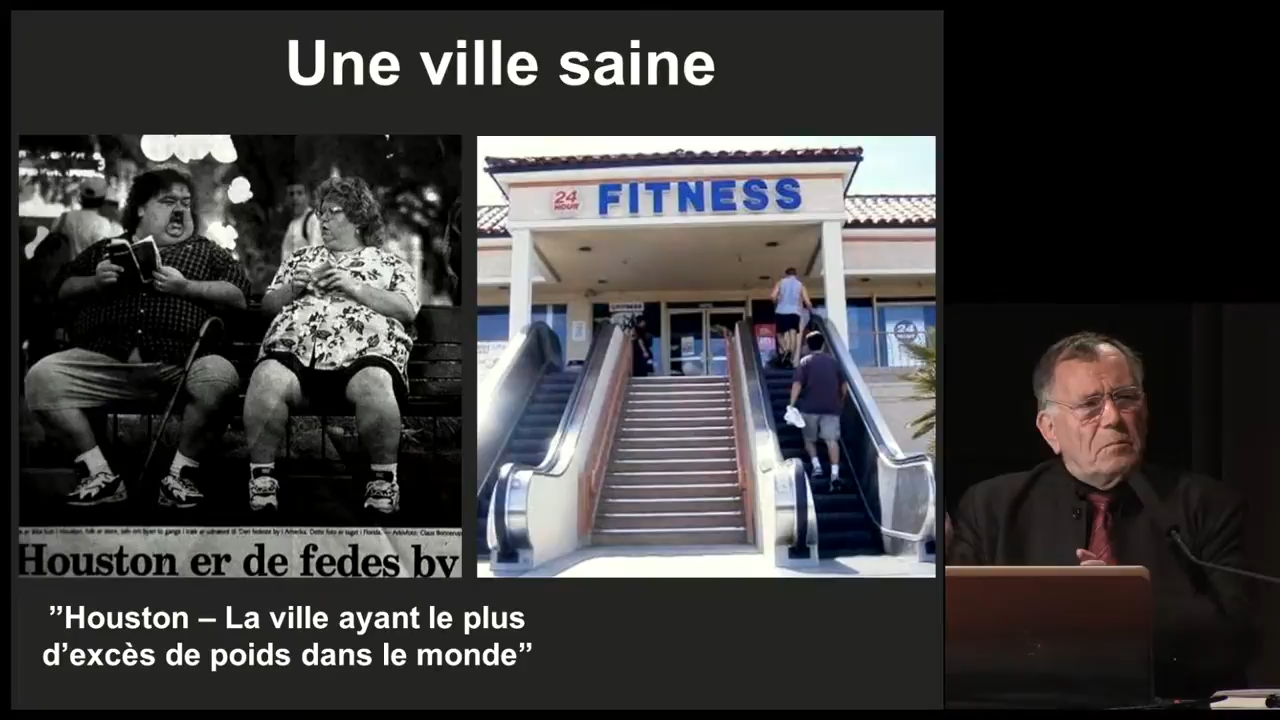 Une ville saine
24
HOUR
FITNESS
24
Houston er de fedes by
”Houston – La ville ayant le plus
d’excès de poids dans le monde”